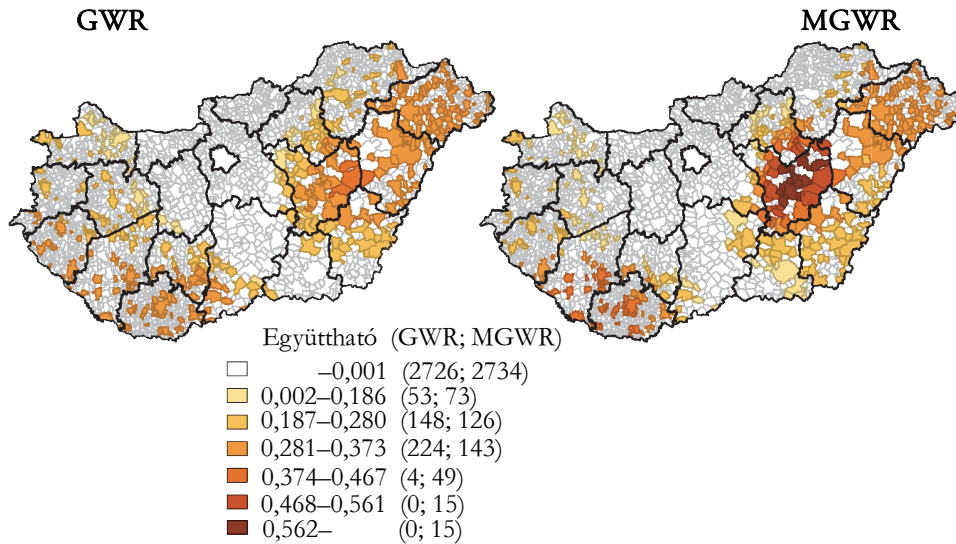 GWR
MGWR
Együttható (GWR; MGWR)
–0,001 (2726; 2734)
0,002–0,186 (53; 73)
0,187–0,280 (148; 126)
0,281–0,373 (224; 143)
0,374–0,467 (4; 49)
0,468–0,561 (0; 15)
0,562– (0; 15)